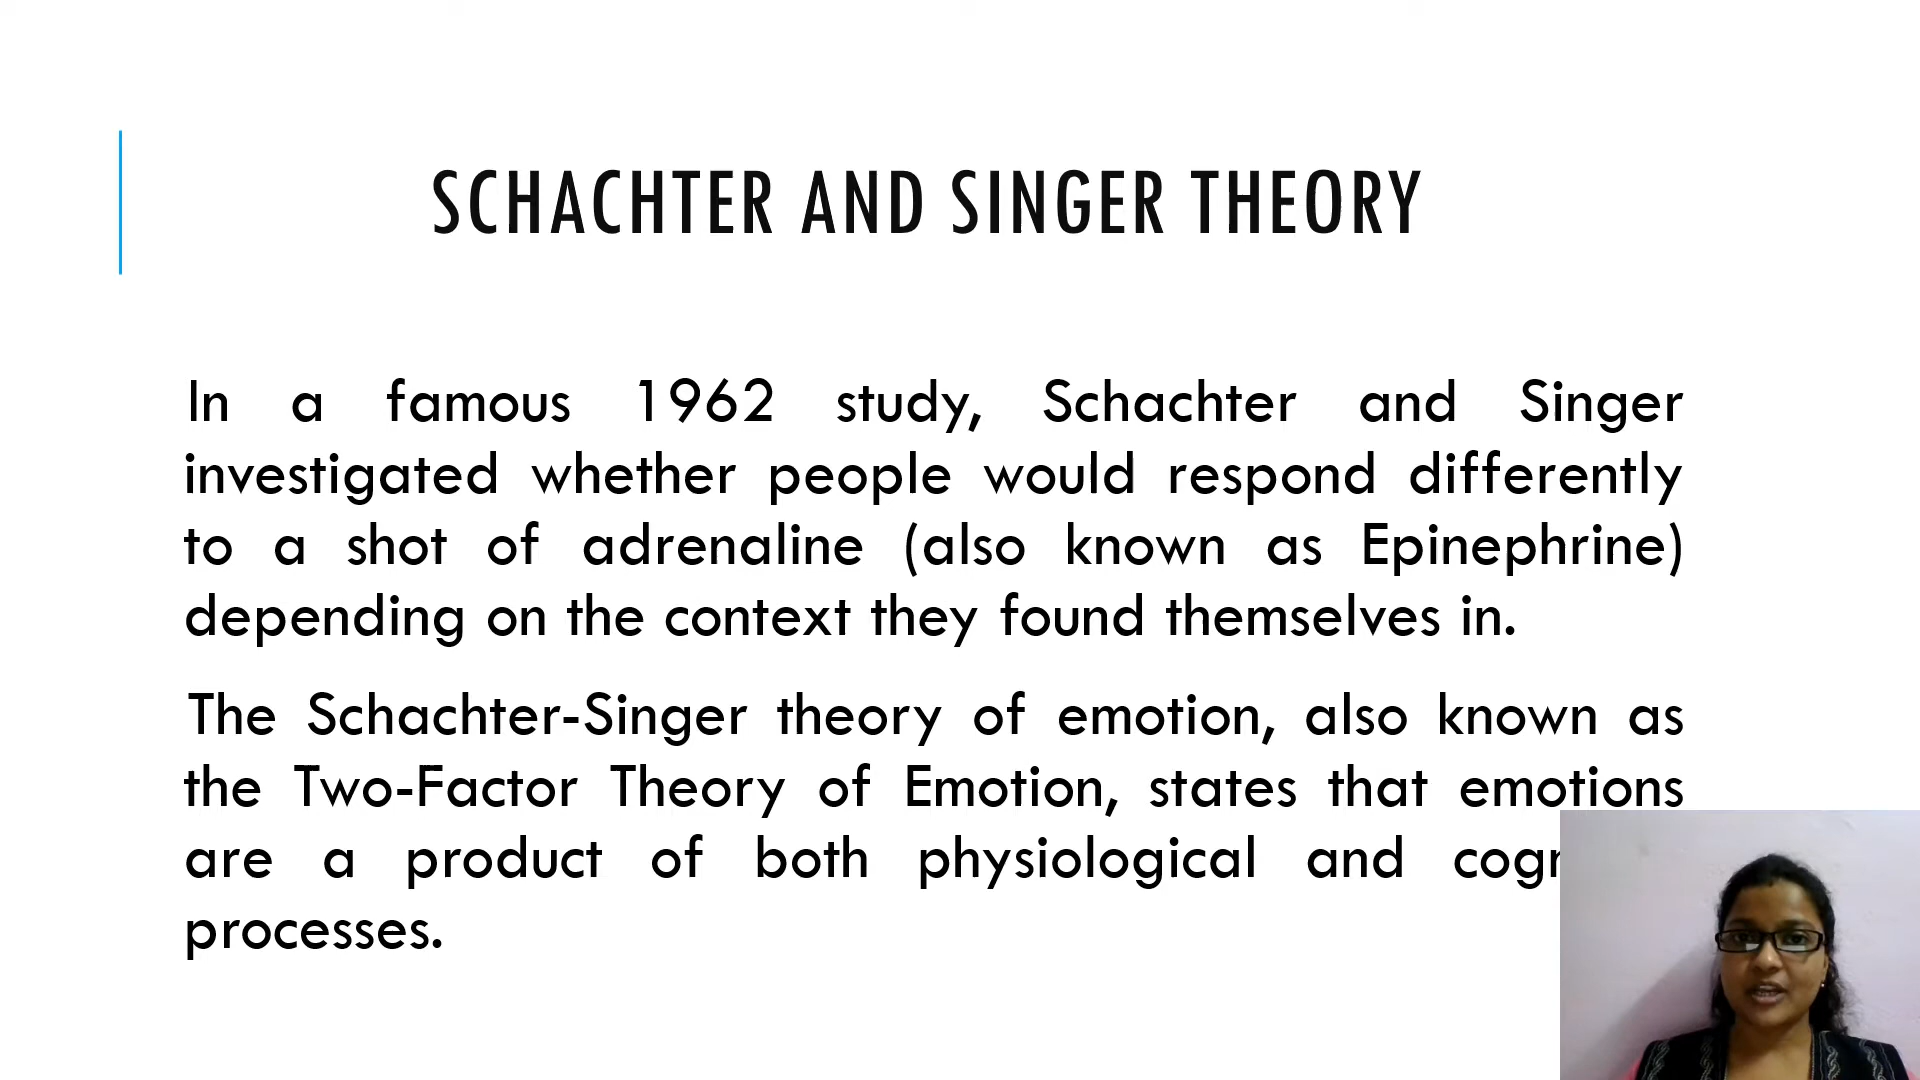 SCHACHTER AND SINGER THEORY
In a famous 1962 study, Schachter and Singer
investigated whether people would respond differently
to a shot of adrenaline (also known as Epinephrine)
depending on the context they found themselves in.
The Schachter-Singer theory of emotion, also known as
the Two-Factor Theory of Emotion, states that emotions
are a product of both physiological and
processes.